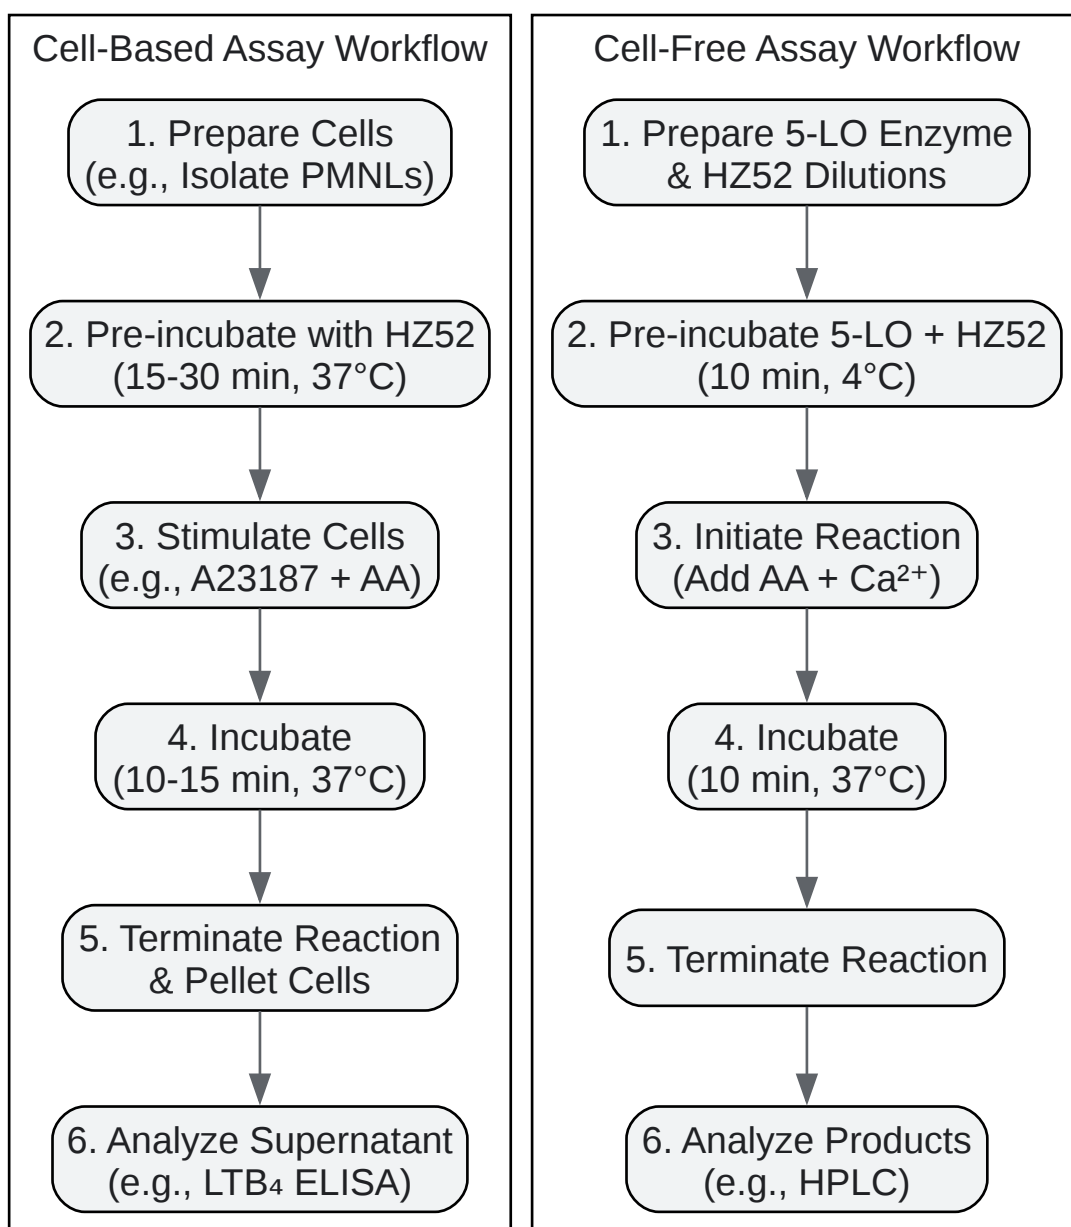 Cell-Based Assay Workflow
1. Prepare Cells
(e.g., Isolate PMNLs)
2. Pre-incubate with HZ52
(15-30 min, 37°C)
3. Stimulate Cells
(e.g., A23187 + AA)
4. Incubate
(10-15 min, 37°C)
5. Terminate Reaction
& Pellet Cells
6. Analyze Supernatant
(e.g., LTB₄ ELISA)
Cell-Free Assay Workflow
1. Prepare 5-LO Enzyme
& HZ52 Dilutions
2. Pre-incubate 5-LO + HZ52
(10 min, 4°C)
3. Initiate Reaction
(Add AA + Ca²⁺)
4. Incubate
(10 min, 37°C)
5. Terminate Reaction
6. Analyze Products
(e.g., HPLC)